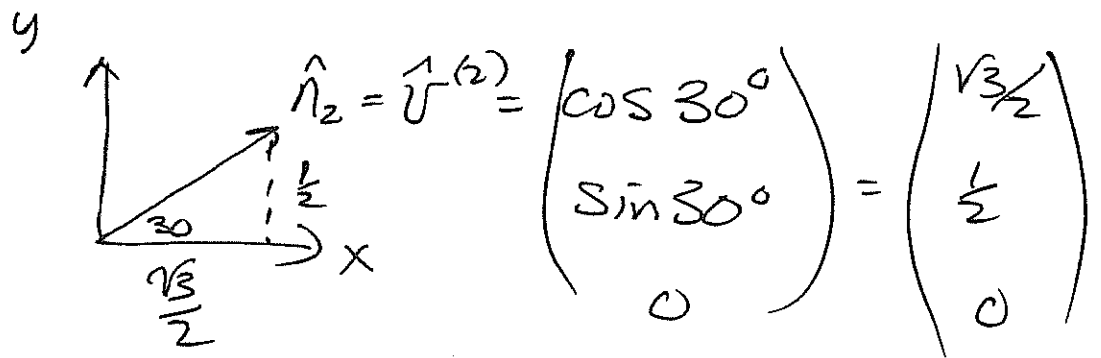 y
n̂₂ = v̂⁽²⁾ = (cos 30° sin 30° 0) = (√3/2 1/2 0)
1/2
30
x
√3/2